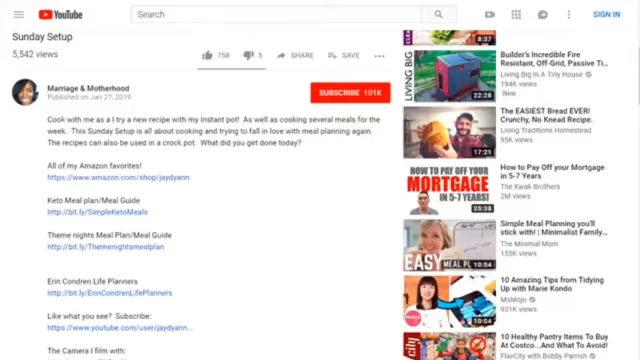 YouTube
Search
SIGN IN
Sunday Setup
5,542 views
758
5
SHARE
SAVE
Marriage & Motherhood
Published on Jan 27, 2019
SUBSCRIBE 101K
Cook with me as I try a new recipe with my Instant pot! As well as cooking several meals for the
week. This Sunday Setup is all about cooking and trying to fall in love with meal planning again.
The recipes can also be used in a crock pot. What did you get done today?
All of my Amazon favorites!
https://www.amazon.com/shop/jaydyann
Keto Meal plan/Meal Guide
http://bit.ly/SimpleKetoMeals
Theme nights Meal Plan/Meal Guide
http://bit.ly/Themenightsmealplan
Erin Condren Life Planners
http://bit.ly/ErinCondrenLifePlanners
Like what you see? Subscribe:
https://www.youtube.com/user/jaydyann...
The Camera I film with:
8:37
LIVING BIG
22:28
Builder's Incredible Fire
Resistant, Off-Grid, Passive Ti...
Living Big In A Tiny House
194K views
New
17:21
The EASIEST Bread EVER!
Crunchy, No Knead Recipe.
Living Traditions Homestead
95K views
HOW TO PAY OFF YOUR
MORTGAGE
IN 5-7 YEARS!
25:38
How to Pay Off your Mortgage
in 5-7 Years
The Kwak Brothers
2M views
EASY MEAL PL
10:54
Simple Meal Planning you'll
stick with! | Minimalist Family...
The Minimal Mom
155K views
10:04
10 Amazing Tips from Tidying
Up with Marie Kondo
MsMojo
931K views
10 Healthy Pantry Items To Buy
At Costco...And What To Avoid!
FlavCity with Bobby Parrish